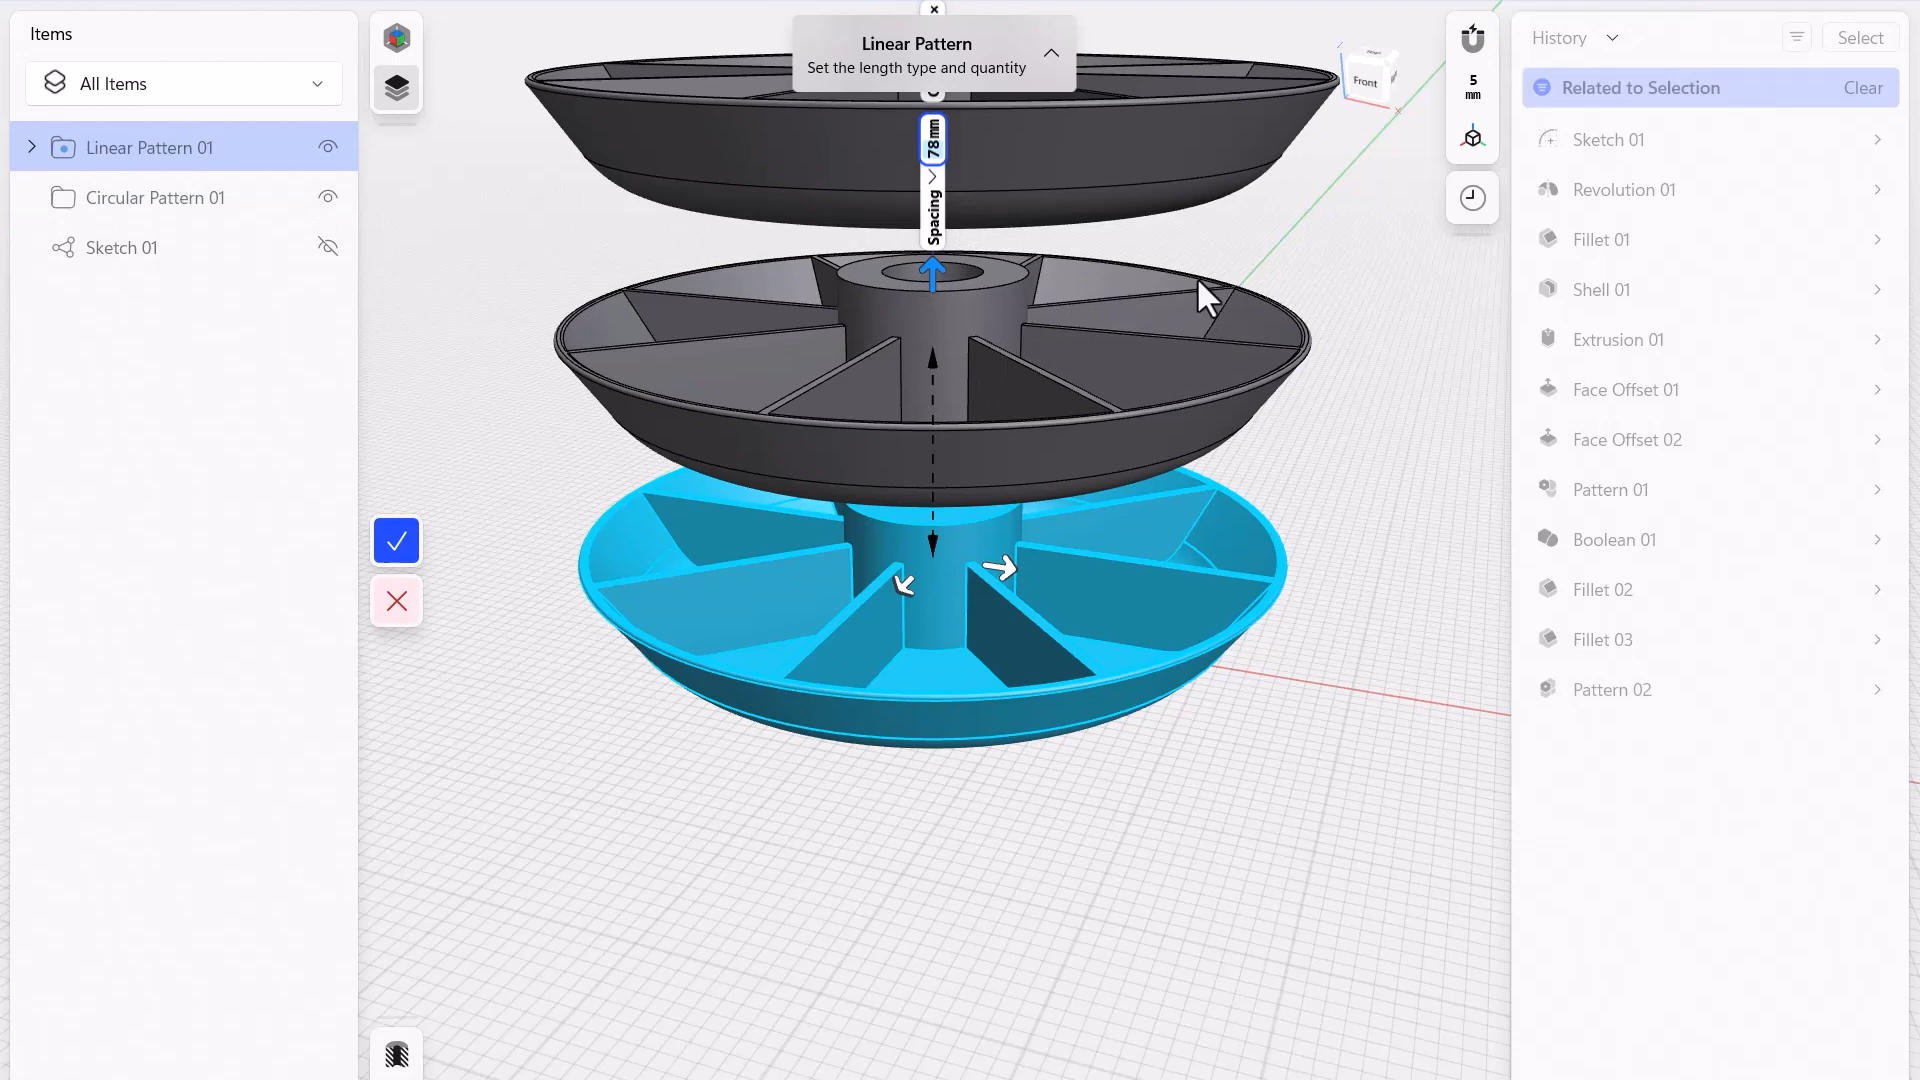 Items
All Items
Linear Pattern 01
Circular Pattern 01
Sketch 01
Linear Pattern
Set the length type and quantity
Spacing
78mm
Front
5
mm
History
Select
Related to Selection
Clear
Sketch 01
Revolution 01
Fillet 01
Shell 01
Extrusion 01
Face Offset 01
Face Offset 02
Pattern 01
Boolean 01
Fillet 02
Fillet 03
Pattern 02